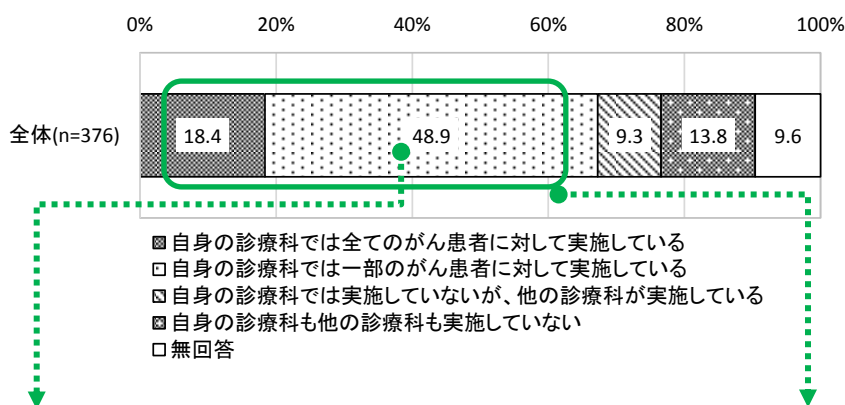 0% 20% 40% 60% 80% 100%
全体(n=376) 18.4 48.9 9.3 13.8 9.6
自身の診療科では全てのがん患者に対して実施している
自身の診療科では一部のがん患者に対して実施している
自身の診療科では実施していないが、他の診療科が実施している
自身の診療科も他の診療科も実施していない
無回答